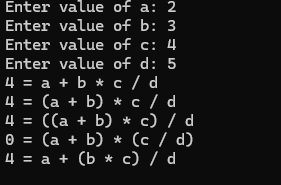 Enter value of a: 2
Enter value of b: 3
Enter value of c: 4
Enter value of d: 5
4 = a + b * c / d
4 = (a + b) * c / d
4 = ((a + b) * c) / d
0 = (a + b) * (c / d)
4 = a + (b * c) / d